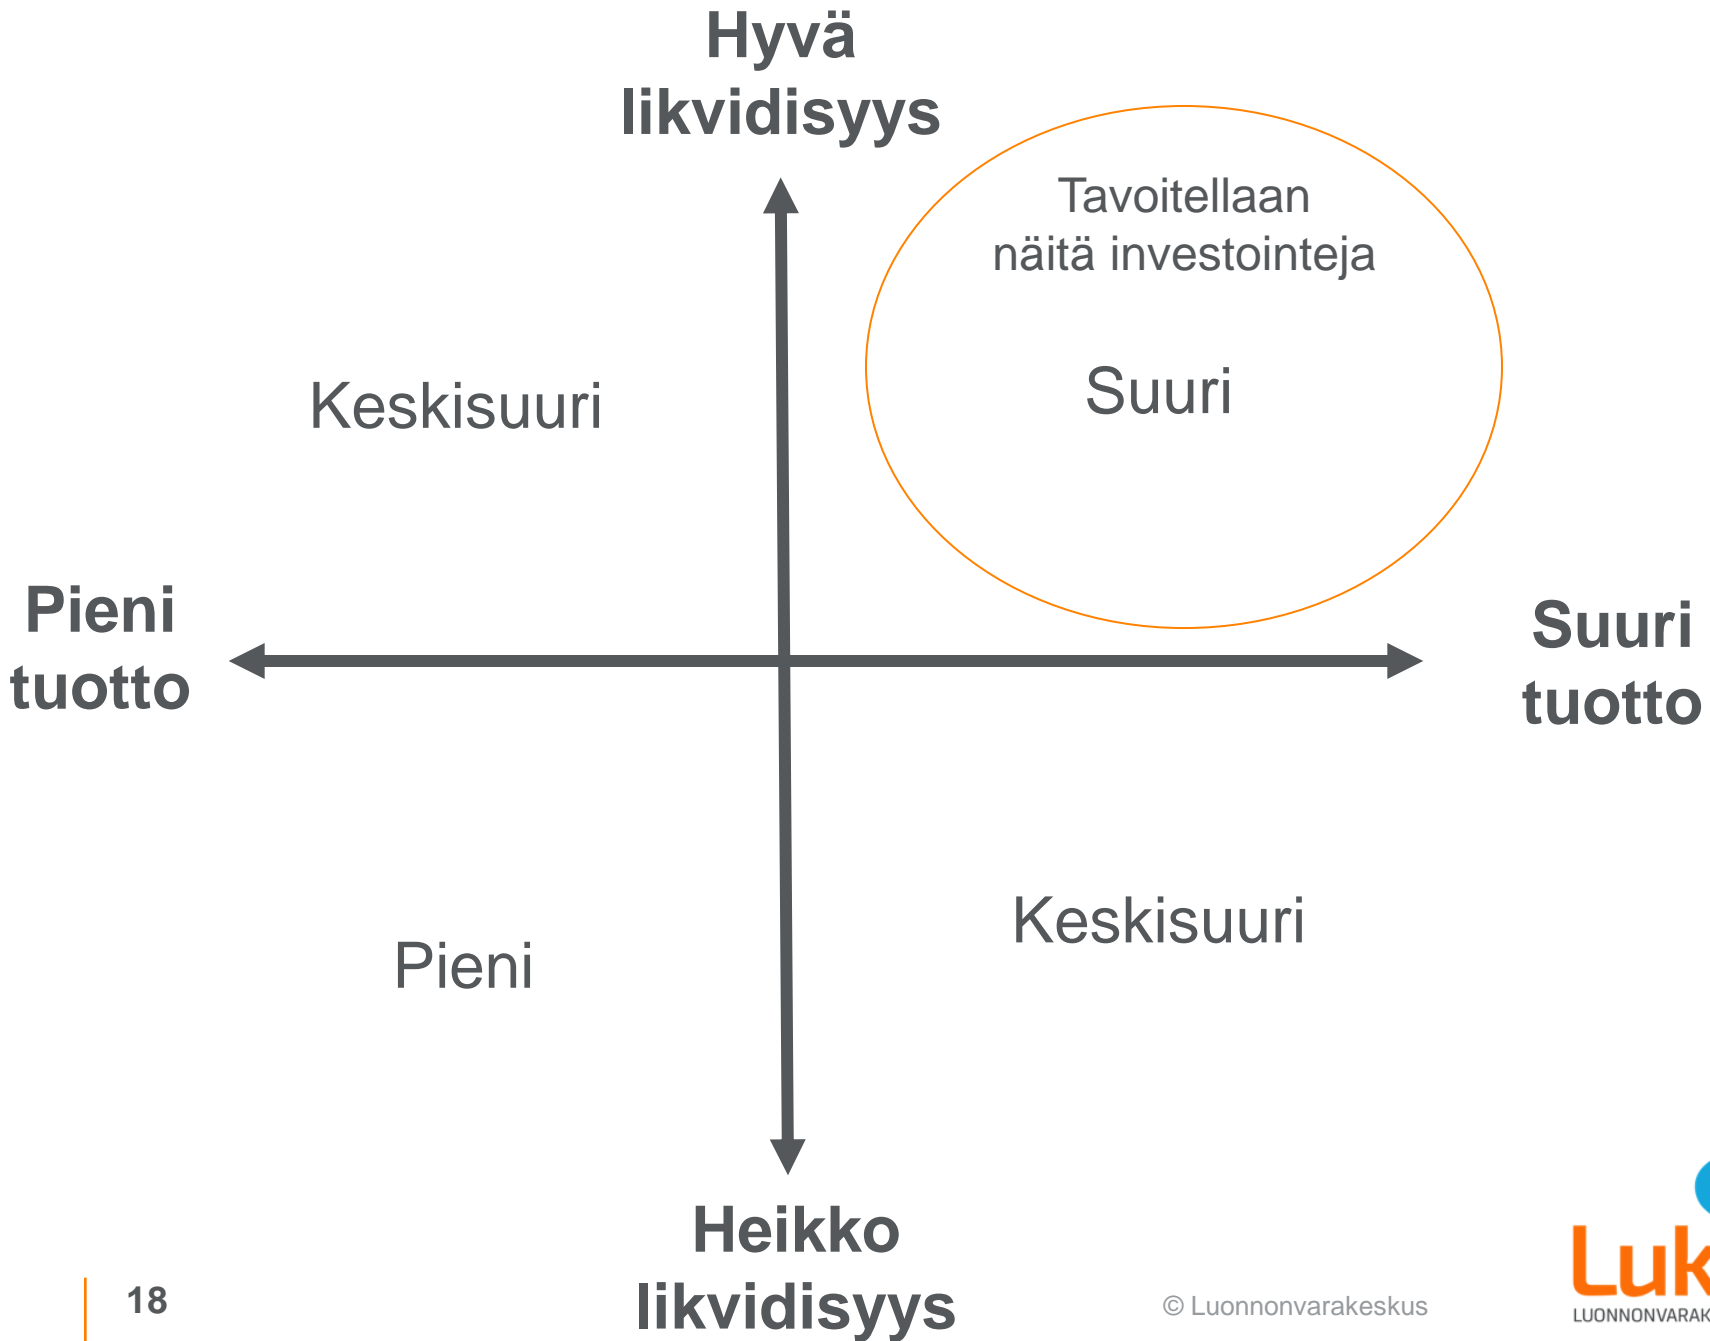 Hyvä
likvidisyys
Tavoitellaan
näitä investointeja
Keskisuuri
Suuri
Pieni
tuotto
Suuri
tuotto
Pieni
Keskisuuri
Heikko
likvidisyys
18
© Luonnonvarakeskus